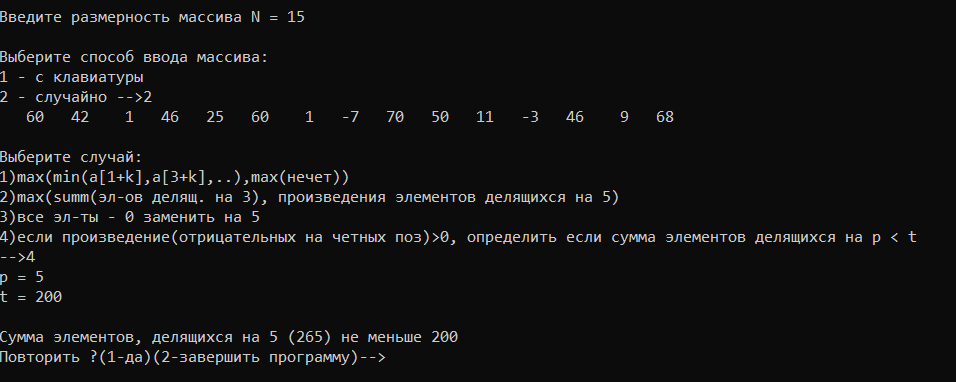 Введите размерность массива N = 15
Выберите способ ввода массива:
1 - с клавиатуры
2 - случайно -->2
60 42 1 46 25 60 1 -7 70 50 11 -3 46 9 68
Выберите случай:
1)max(min(a[1+k],a[3+k],..),max(нечет))
2)max(summ(эл-ов делящ. на 3), произведения элементов делящихся на 5)
3)все эл-ты - 0 заменить на 5
4)если произведение(отрицательных на четных поз)>0, определить если сумма элементов делящихся на p < t
-->4
p = 5
t = 200
Сумма элементов, делящихся на 5 (265) не меньше 200
Повторить ?(1-да)(2-завершить программу)-->